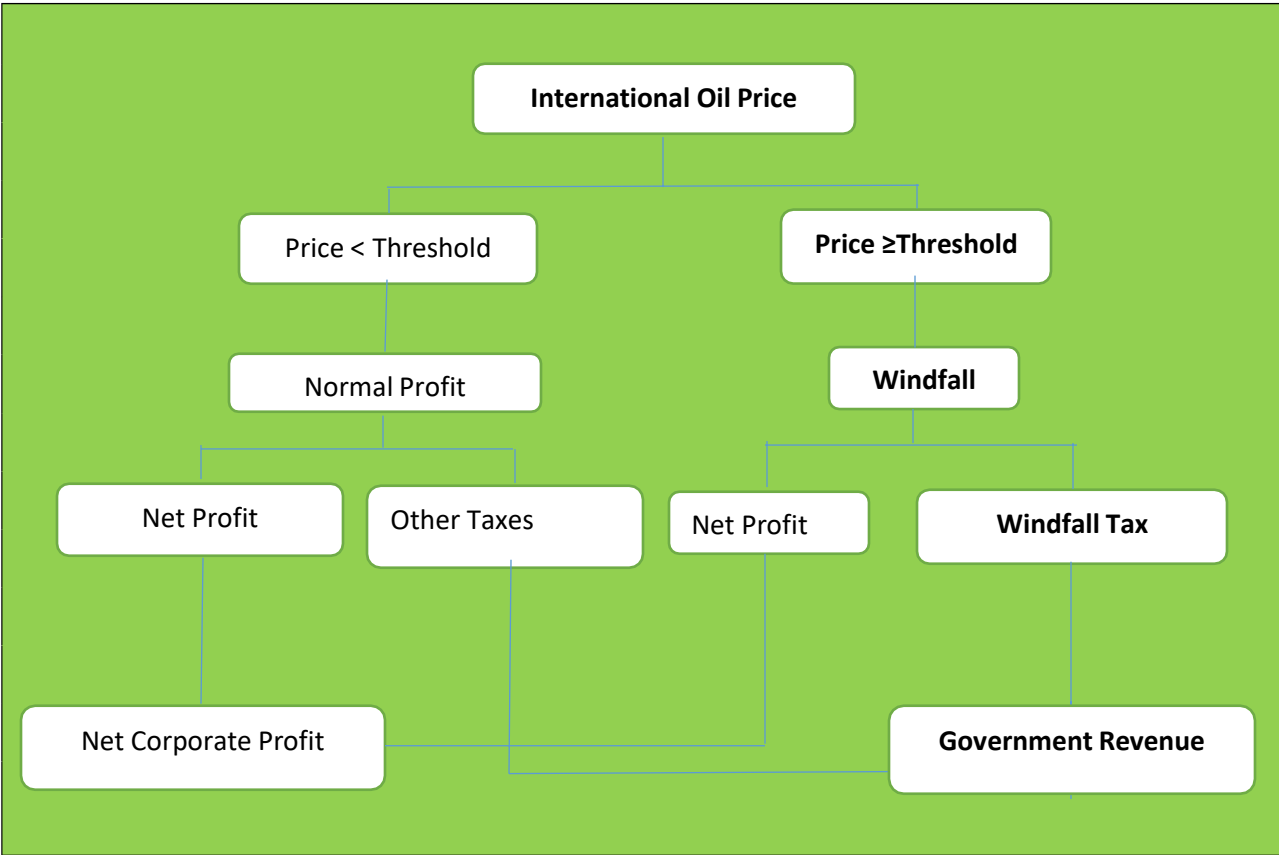 International Oil Price
Price < Threshold
Price ≥Threshold
Normal Profit
Windfall
Net Profit
Other Taxes
Net Profit
Windfall Tax
Net Corporate Profit
Government Revenue